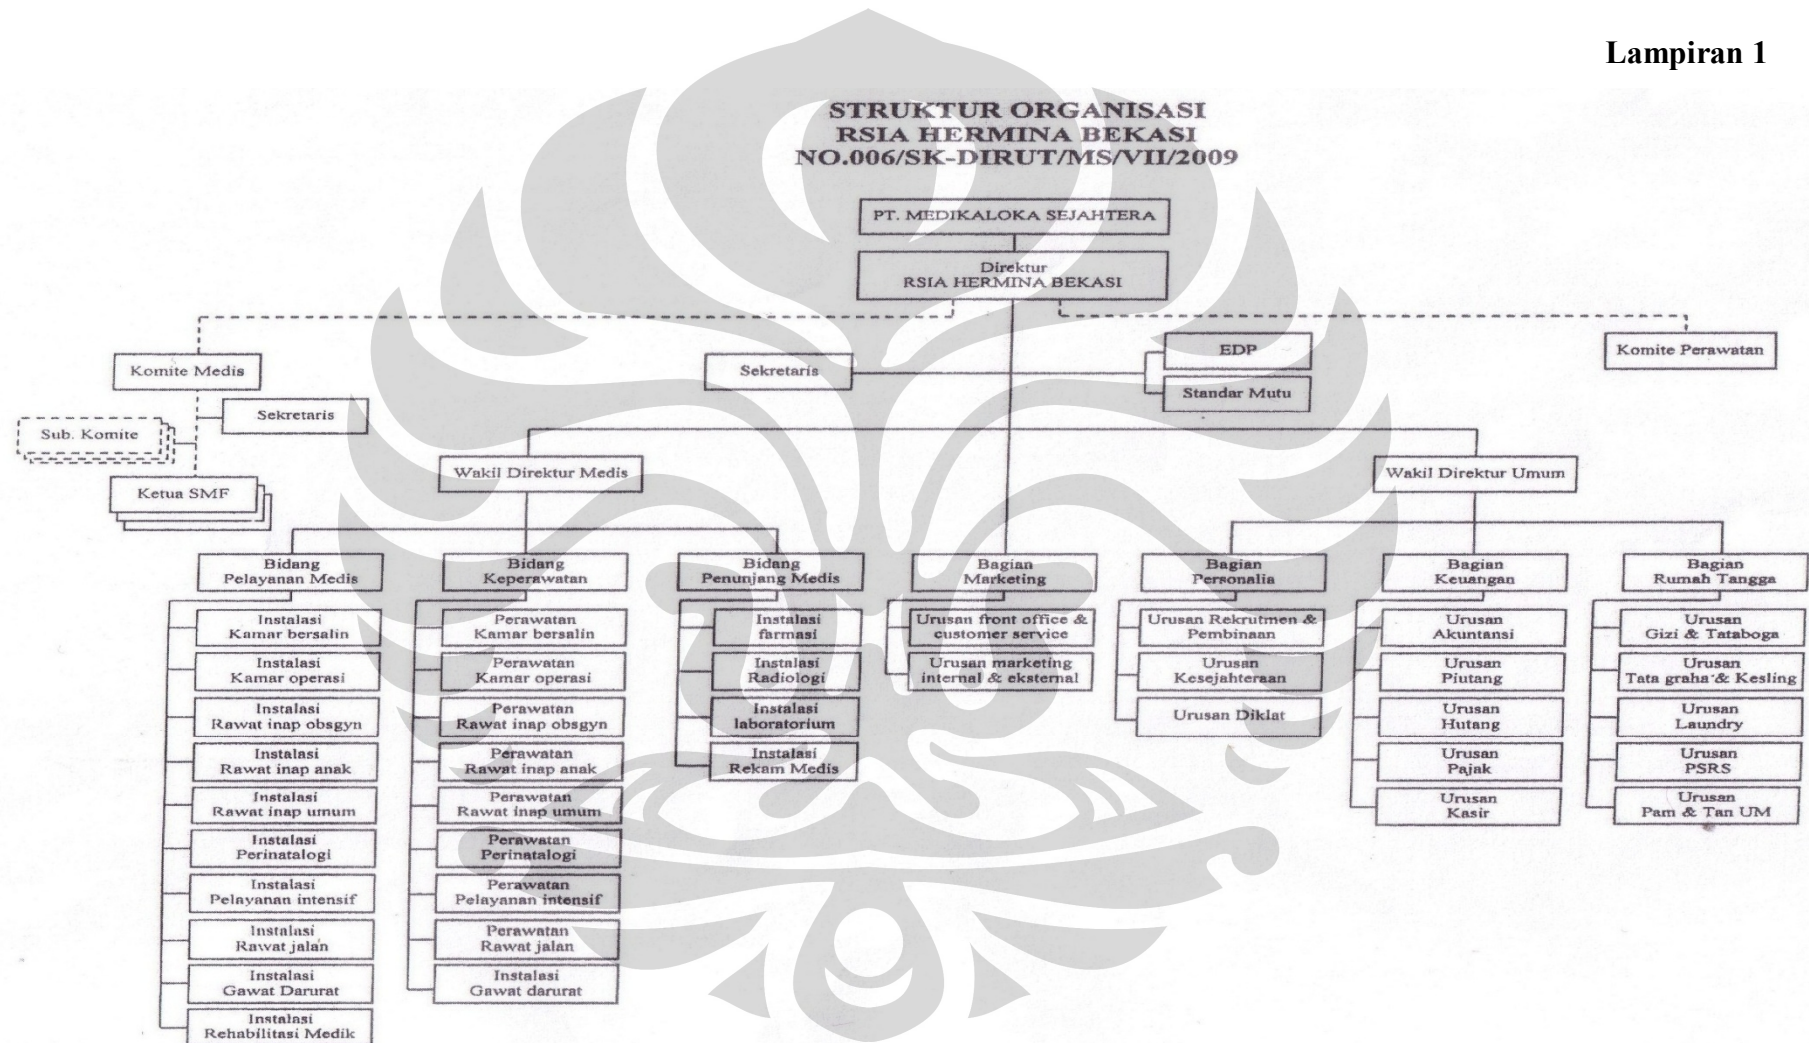 Lampiran 1
STRUKTUR ORGANISASI
RSIA HERMINA BEKASI
NO.006/SK-DIRUT/MS/VII/2009
PT. MEDIKALOKA SEJAHTERA
Direktur
RSIA HERMINA BEKASI
Komite Medis
Sekretaris
EDP
Standar Mutu
Komite Perawatan
Sekretaris
Sub. Komite
Ketua SMF
Wakil Direktur Medis
Wakil Direktur Umum
Bidang
Pelayanan Medis
Instalasi
Kamar bersalin
Instalasi
Kamar operasi
Instalasi
Rawat inap obsgyn
Instalasi
Rawat inap anak
Instalasi
Rawat inap umum
Instalasi
Perinatalogi
Instalasi
Pelayanan intensif
Instalasi
Rawat jalan
Instalasi
Gawat Darurat
Instalasi
Rehabilitasi Medik
Bidang
Keperawatan
Perawatan
Kamar bersalin
Perawatan
Kamar operasi
Perawatan
Rawat inap obsgyn
Perawatan
Rawat inap anak
Perawatan
Rawat inap umum
Perawatan
Perinatalogi
Perawatan
Pelayanan intensif
Perawatan
Rawat jalan
Instalasi
Gawat darurat
Bidang
Penunjang Medis
Instalasi
farmasi
Instalasi
Radiologi
Instalasi
laboratorium
Instalasi
Rekam Medis
Bagian
Marketing
Urusan front office &
customer service
Urusan marketing
internal & eksternal
Bagian
Personalia
Urusan Rekrutmen &
Pembinaan
Urusan
Kesejahteraan
Urusan Diklat
Bagian
Keuangan
Urusan
Akuntansi
Urusan
Piutang
Urusan
Hutang
Urusan
Pajak
Urusan
Kasir
Bagian
Rumah Tangga
Urusan
Gizi & Tataboga
Urusan
Tata graha & Kesling
Urusan
Laundry
Urusan
PSRS
Urusan
Pam & Tan UM